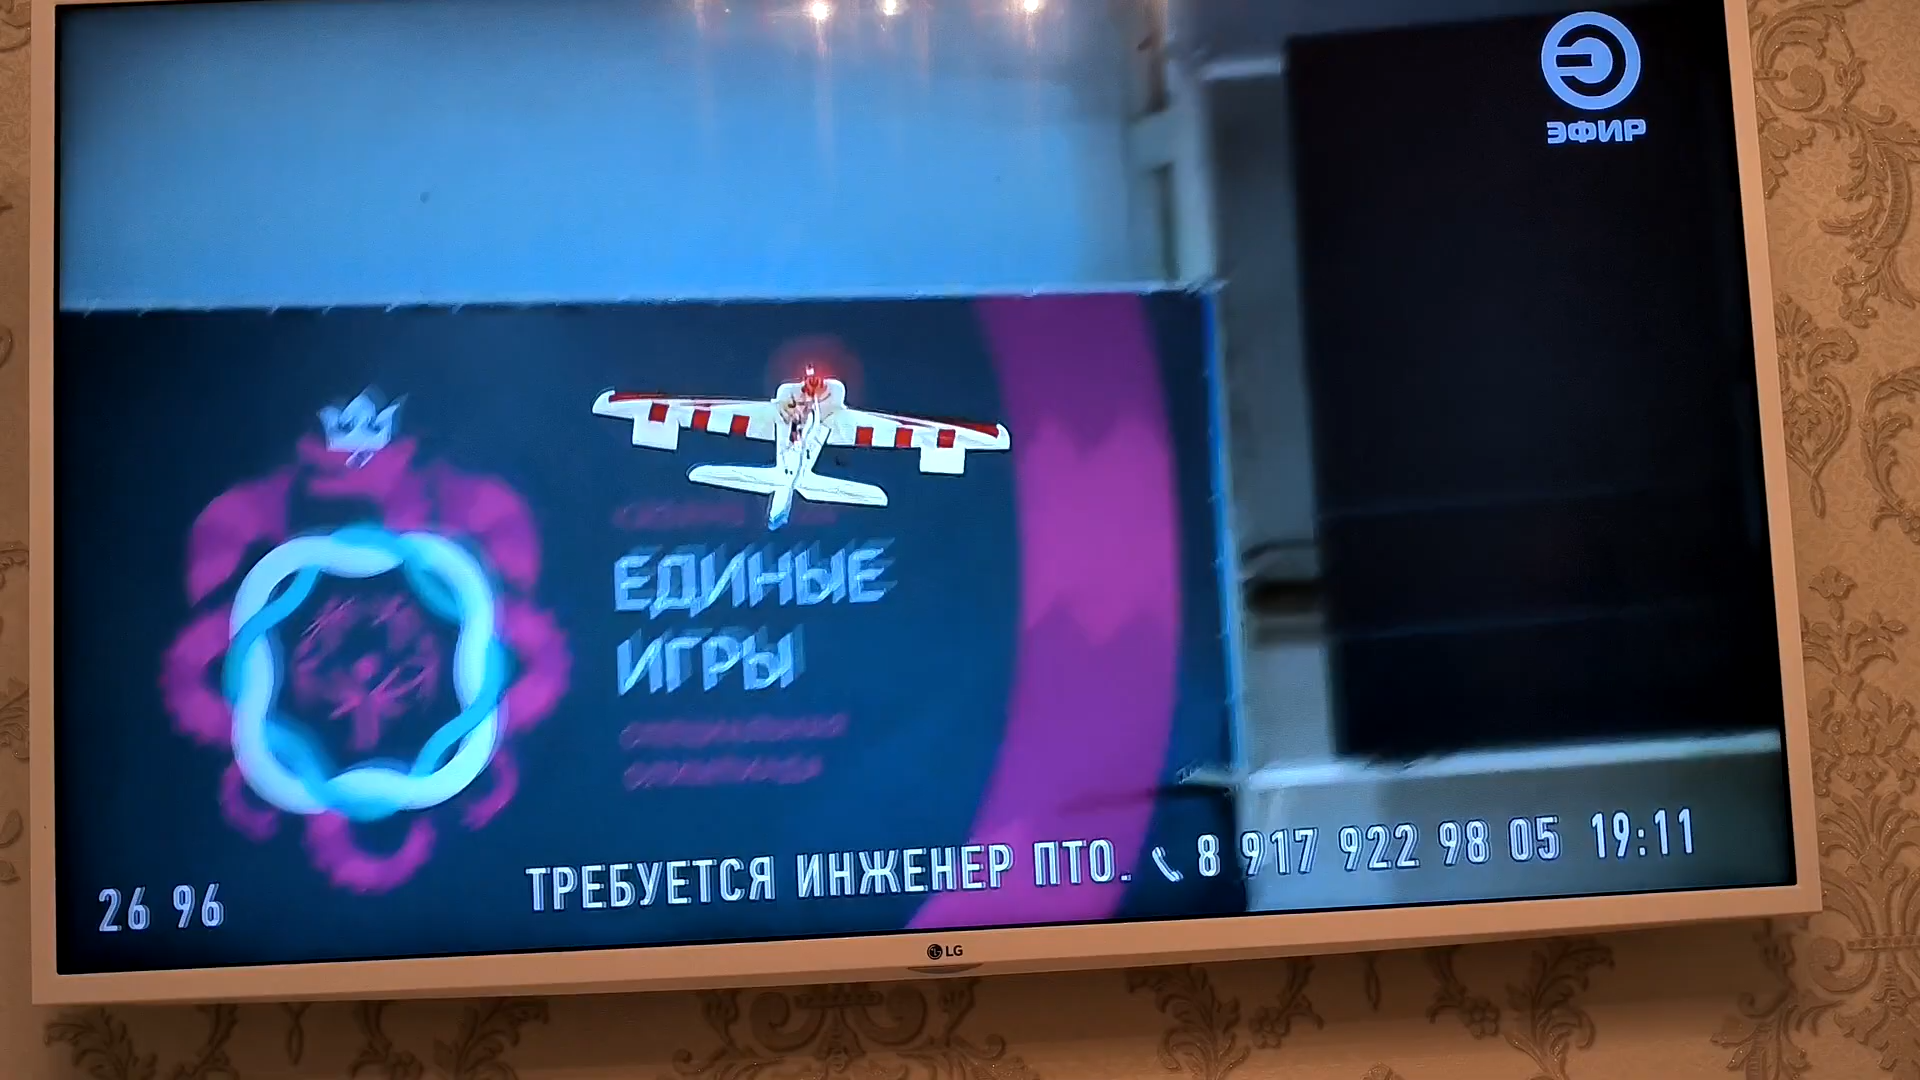 ЭФИР
ЕДИНЫЕ
ИГРЫ
26 96
ТРЕБУЕТСЯ ИНЖЕНЕР ПТО. 8 917 922 98 05 19:11
LG